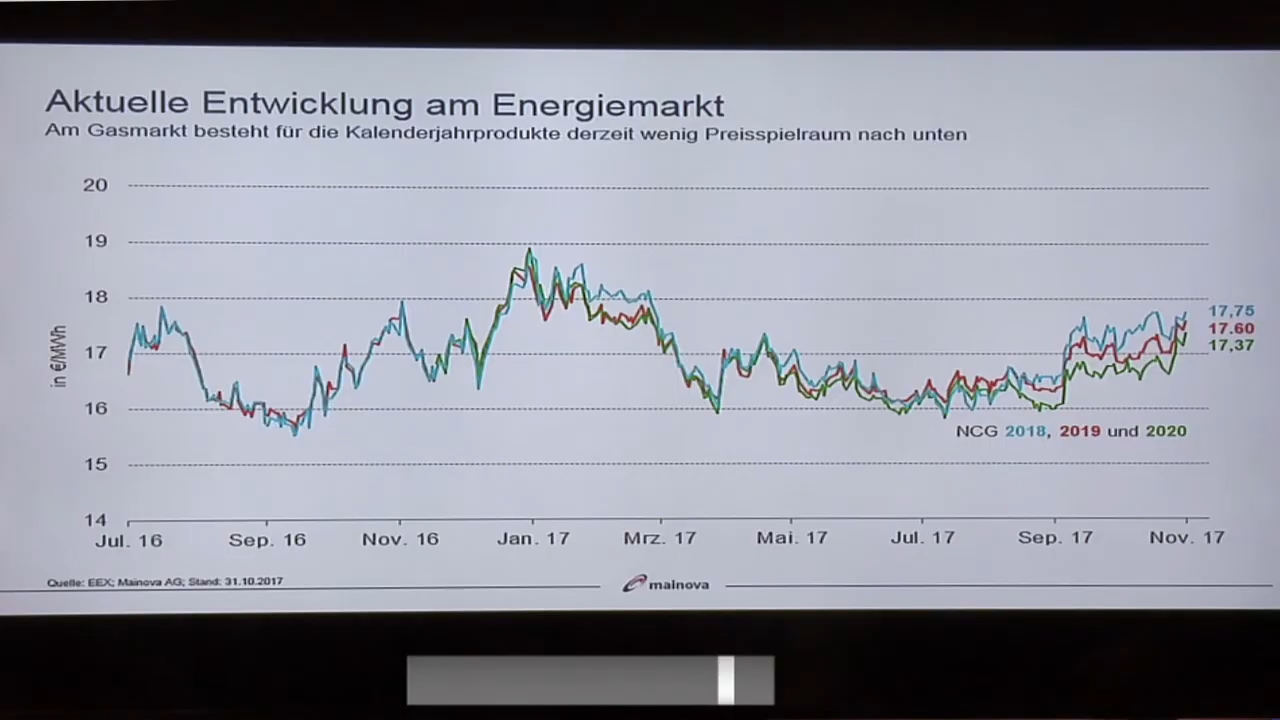 Aktuelle Entwicklung am Energiemarkt
Am Gasmarkt besteht für die Kalenderjahrprodukte derzeit wenig Preisspielraum nach unten
20
19
18
17
16
15
14
in €/MWh
17,75
17.60
17,37
NCG 2018, 2019 und 2020
Jul. 16 Sep. 16 Nov. 16 Jan. 17 Mrz. 17 Mai. 17 Jul. 17 Sep. 17 Nov. 17
Quelle: EEX; Mainova AG; Stand: 31.10.2017
mainova